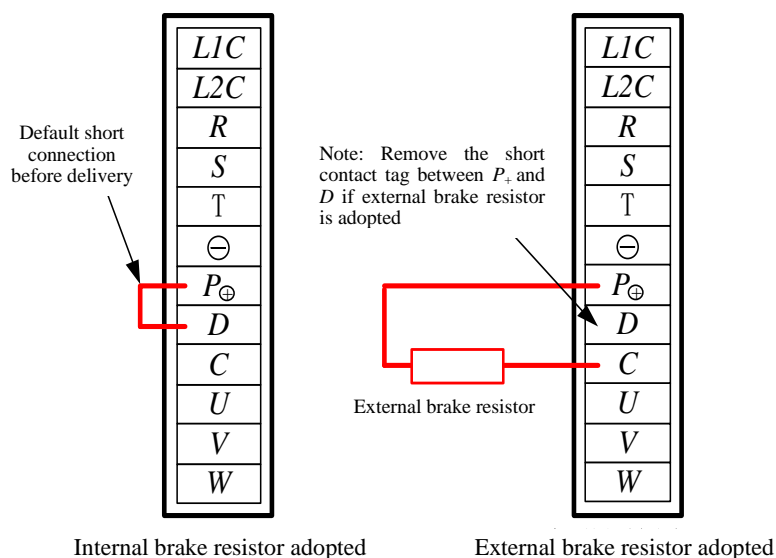 L1C
L2C
R
S
T
⊖
P⊕
D
C
U
V
W
Default short
connection
before delivery
Internal brake resistor adopted
L1C
L2C
R
S
T
⊖
P⊕
D
C
U
V
W
Note: Remove the short
contact tag between P+ and
D if external brake resistor
is adopted
External brake resistor
External brake resistor adopted